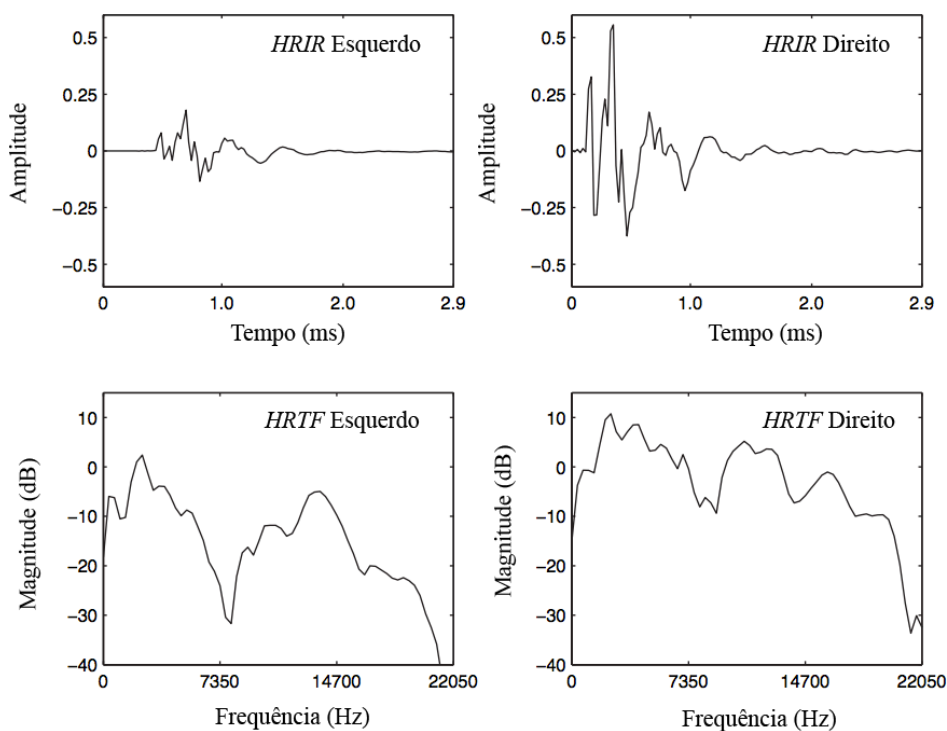 HRIR Esquerdo
0.5
0.25
0
−0.25
−0.5
Amplitude
0 1.0 2.0 2.9
Tempo (ms)
HRIR Direito
0.5
0.25
0
−0.25
−0.5
Amplitude
0 1.0 2.0 2.9
Tempo (ms)
HRTF Esquerdo
10
0
−10
−20
−30
−40
Magnitude (dB)
0 7350 14700 22050
Frequência (Hz)
HRTF Direito
10
0
−10
−20
−30
−40
Magnitude (dB)
0 7350 14700 22050
Frequência (Hz)